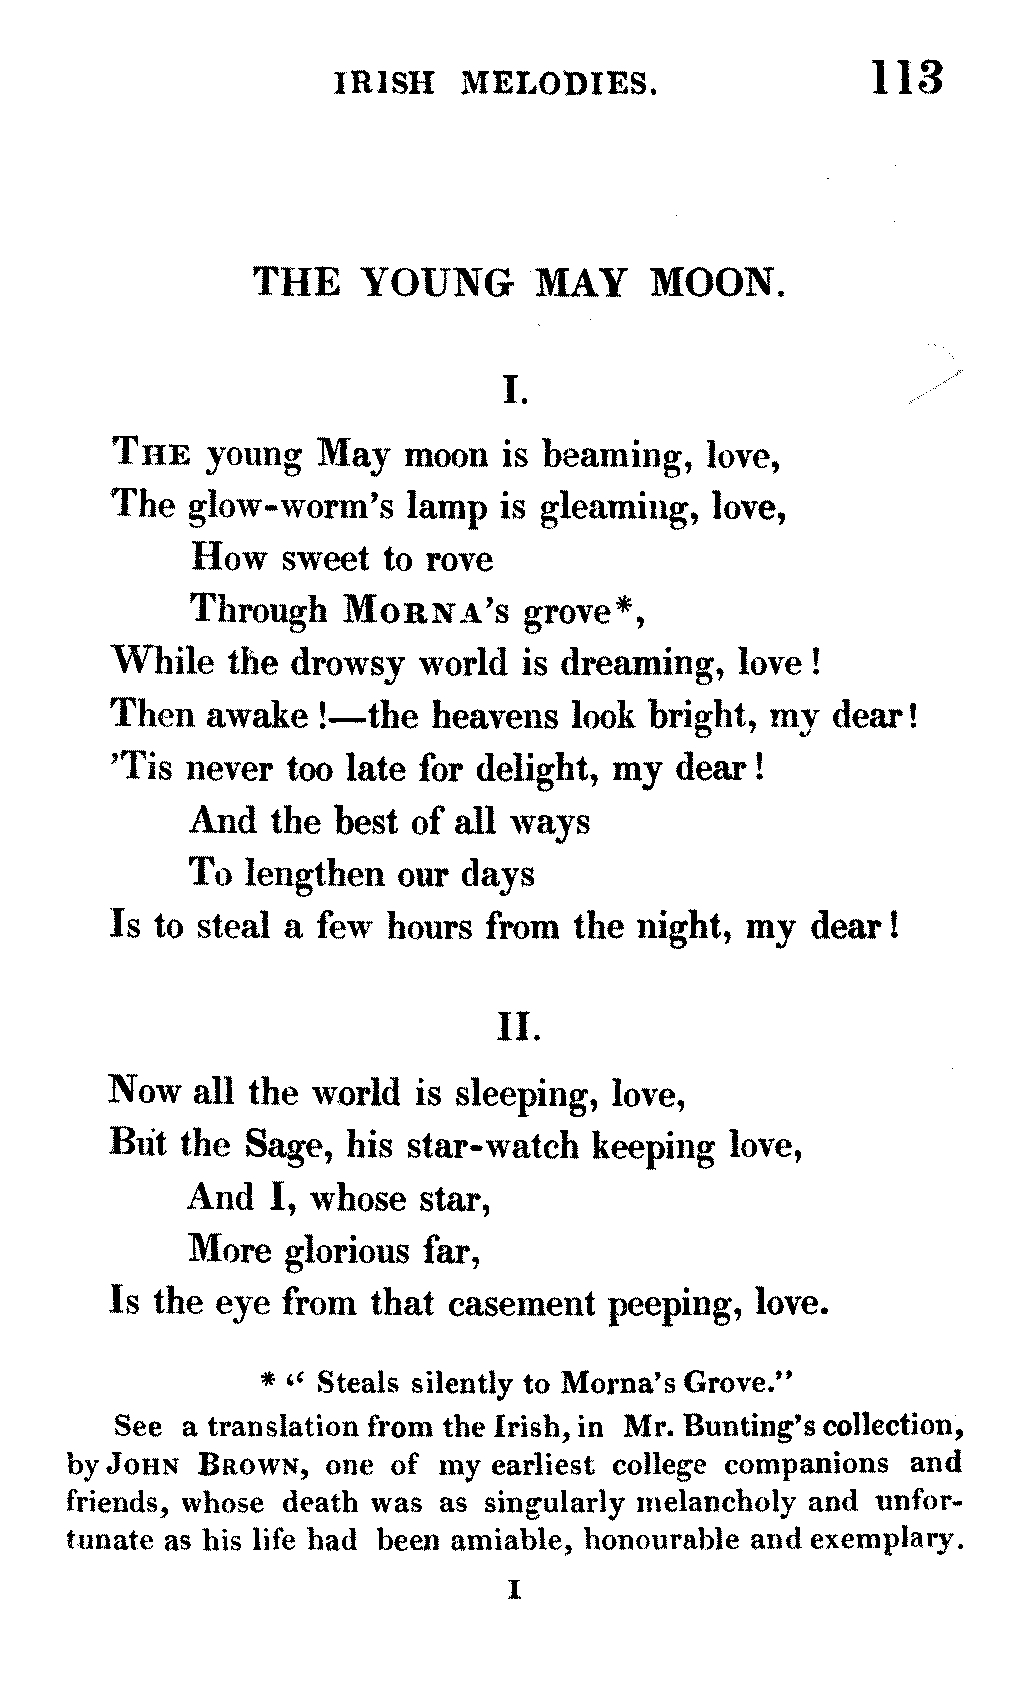 IRISH MELODIES. 113
THE YOUNG MAY MOON.
I.
THE young May moon is beaming, love,
The glow-worm's lamp is gleaming, love,
How sweet to rove
Through MORNA's grove*,
While the drowsy world is dreaming, love!
Then awake!—the heavens look bright, my dear!
'Tis never too late for delight, my dear!
And the best of all ways
To lengthen our days
Is to steal a few hours from the night, my dear!
II.
Now all the world is sleeping, love,
But the Sage, his star-watch keeping love,
And I, whose star,
More glorious far,
Is the eye from that casement peeping, love.
* "Steals silently to Morna's Grove."
See a translation from the Irish, in Mr. Bunting's collection,
by JOHN BROWN, one of my earliest college companions and
friends, whose death was as singularly melancholy and unfor-
tunate as his life had been amiable, honourable and exemplary.
I